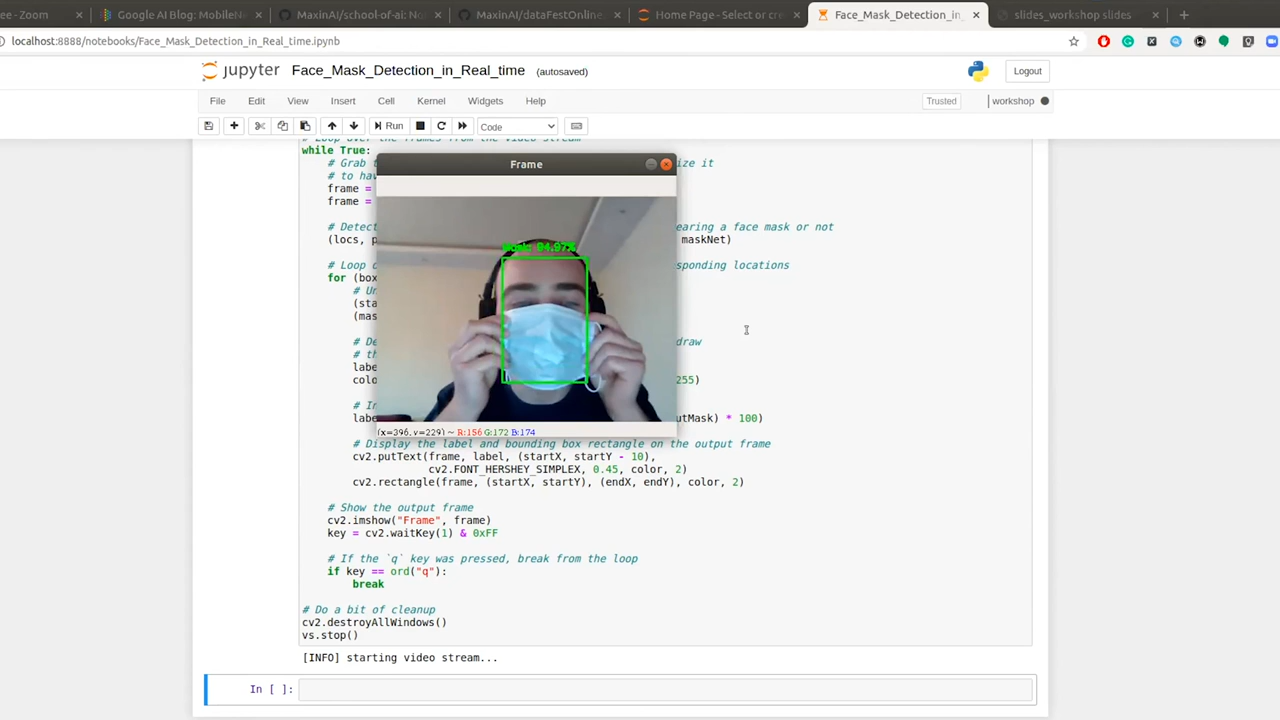 ee - Zoom
Google AI Blog: MobileNe
MaxinAI/school-of-ai: No
MaxinAI/dataFestOnline
Home Page - Select or cre
Face_Mask_Detection_in
slides_workshop slides
localhost:8888/notebooks/Face_Mask_Detection_in_Real_time.ipynb
jupyter Face_Mask_Detection_in_Real_time (autosaved)
Logout
File Edit View Insert Cell Kernel Widgets Help
Trusted
workshop
Run
Code
# Loop over the frames from the video stream
while True:
# Grab t
ize it
# to hav
frame =
frame =
# Detec
earing a face mask or not
(locs, p
maskNet)
# Loop o
sponding locations
for (box
# Un
(sta
(mas
# De
draw
# th
labe
colo
255)
# In
labe
utMask) * 100)
Frame
Mask: 94.97%
(x=396, y=229) ~ R:156 G:172 B:174
# Display the label and bounding box rectangle on the output frame
cv2.putText(frame, label, (startX, startY - 10),
cv2.FONT_HERSHEY_SIMPLEX, 0.45, color, 2)
cv2.rectangle(frame, (startX, startY), (endX, endY), color, 2)
# Show the output frame
cv2.imshow("Frame", frame)
key = cv2.waitKey(1) & 0xFF
# If the `q` key was pressed, break from the loop
if key == ord("q"):
break
# Do a bit of cleanup
cv2.destroyAllWindows()
vs.stop()
[INFO] starting video stream...
In [ ]: